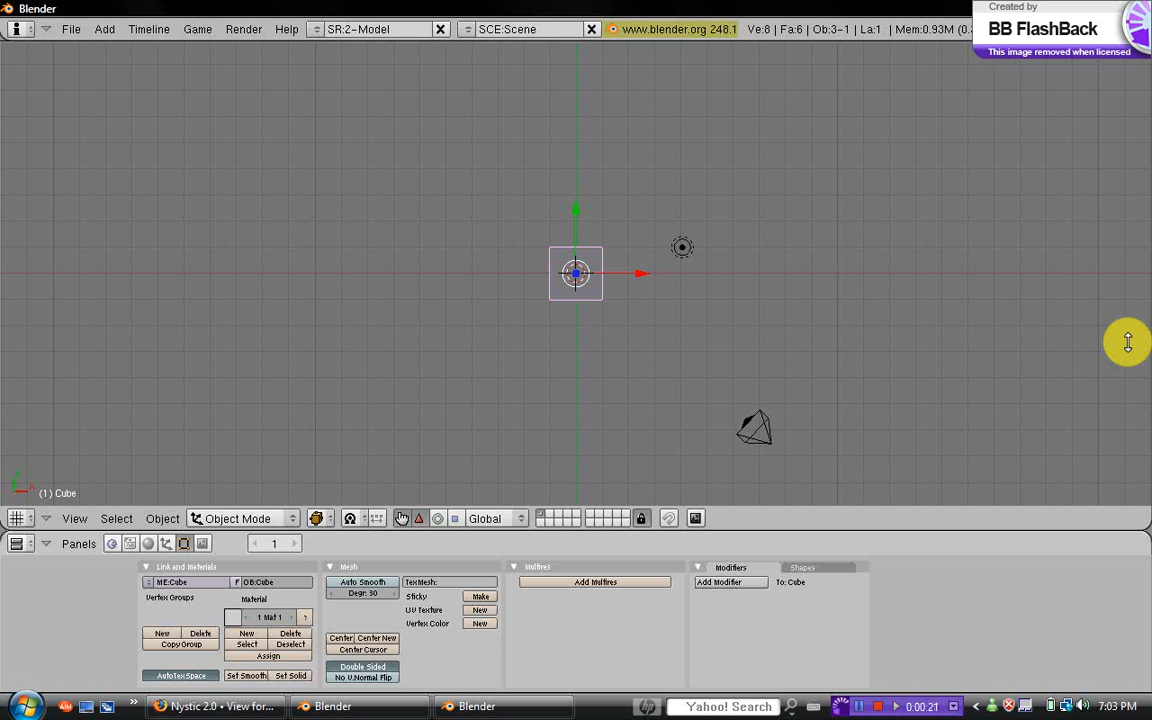 Blender
Created by
BB FlashBack
This image removed when licensed
File Add Timeline Game Render Help SR:2-Model SCE:Scene www.blender.org 248.1 Ve:8 | Fa:6 | Ob:3-1 | La:1 | Mem:0.93M
(1) Cube
View Select Object Object Mode Global
Panels 1
Link and Materials Mesh Multires Modifiers Shapes
ME:Cube F OB:Cube Auto Smooth TexMesh: Add Multires Add Modifier To: Cube
Degr: 30
Vertex Groups Material Sticky Make
UV Texture New
1 Mat 1 ? Vertex Color New
New Delete New Delete
Center Center New
Copy Group Select Deselect
Center Cursor
Assign
Double Sided
AutoTexSpace Set Smooth Set Solid No V.Normal Flip
Nystic 2.0 • View for... Blender Blender hp Yahoo! Search 0:00:21 7:03 PM